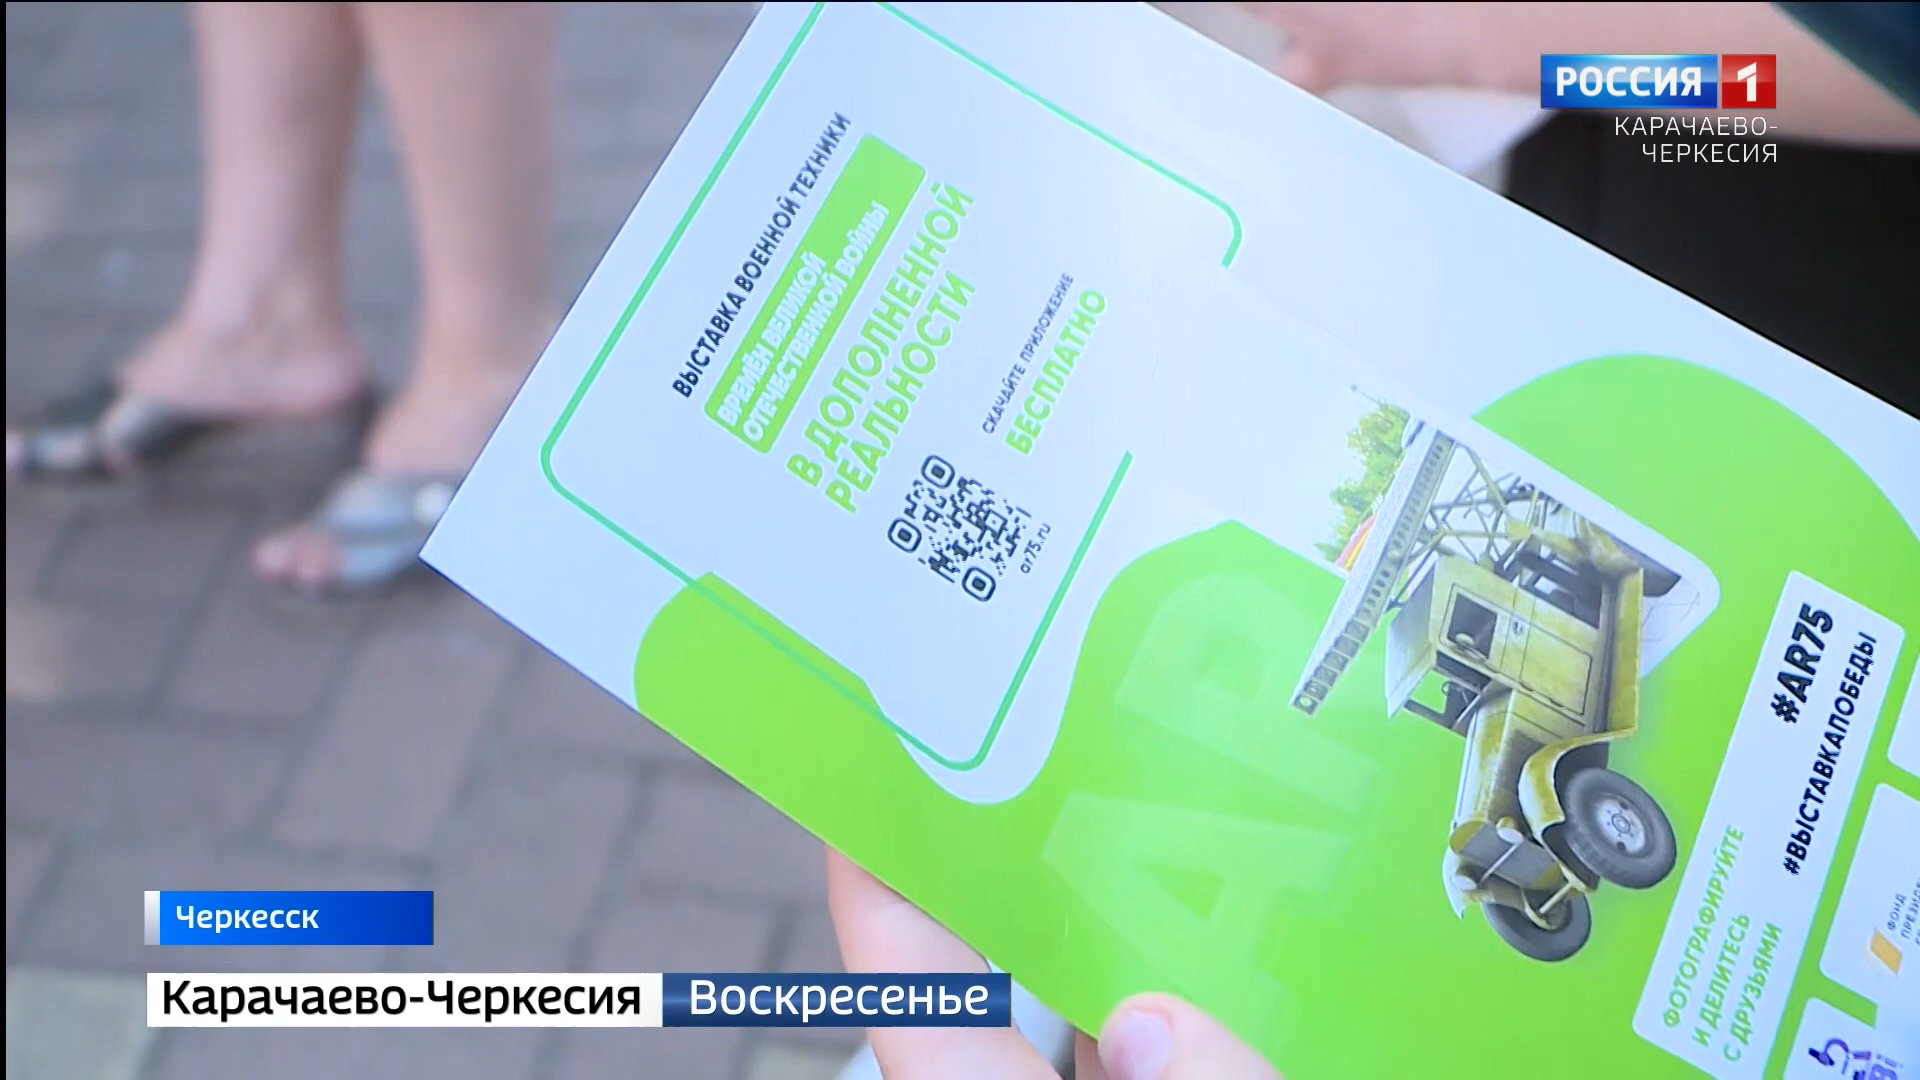 РОССИЯ 1
КАРАЧАЕВО-
ЧЕРКЕСИЯ
ВЫСТАВКА ВОЕННОЙ ТЕХНИКИ
ВРЕМЁН ВЕЛИКОЙ
ОТЕЧЕСТВЕННОЙ ВОЙНЫ
В ДОПОЛНЕННОЙ
РЕАЛЬНОСТИ
СКАЧАЙТЕ ПРИЛОЖЕНИЕ
БЕСПЛАТНО
ar75.ru
AR
#AR75
#ВЫСТАВКАПОБЕДЫ
ФОТОГРАФИРУЙТЕ
И ДЕЛИТЕСЬ
С ДРУЗЬЯМИ
ФОНД
Черкесск
Карачаево-Черкесия Воскресенье